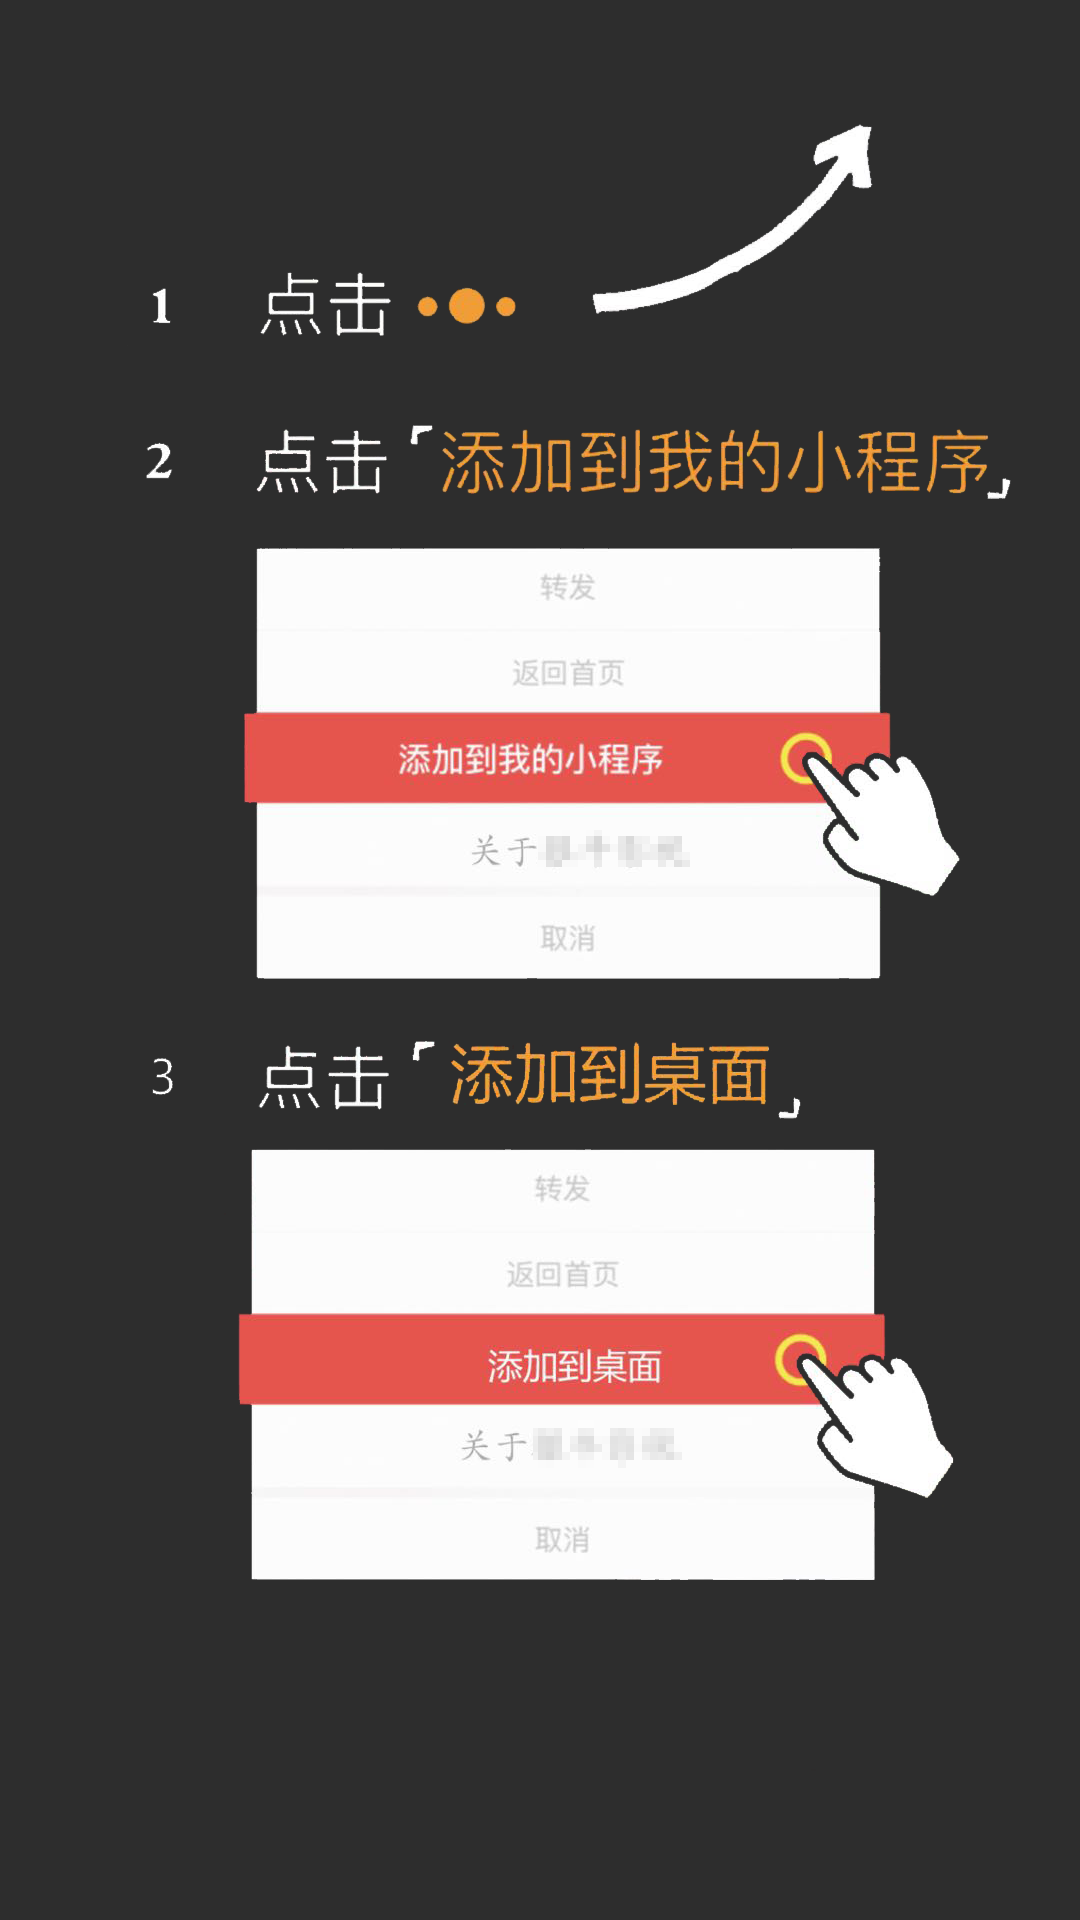 1 点击
2 点击「添加到我的小程序」
转发
返回首页
添加到我的小程序
关于
取消
3 点击「添加到桌面」
转发
返回首页
添加到桌面
关于
取消